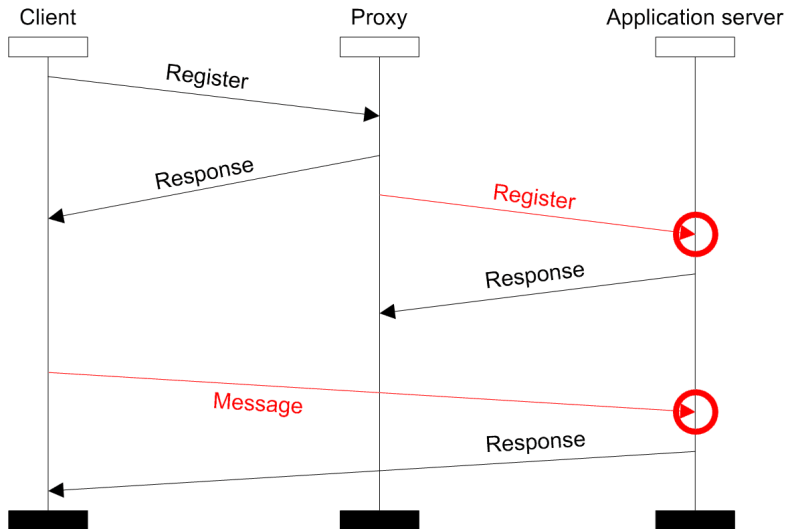 Client
Proxy
Application server
Register
Response
Register
Response
Message
Response